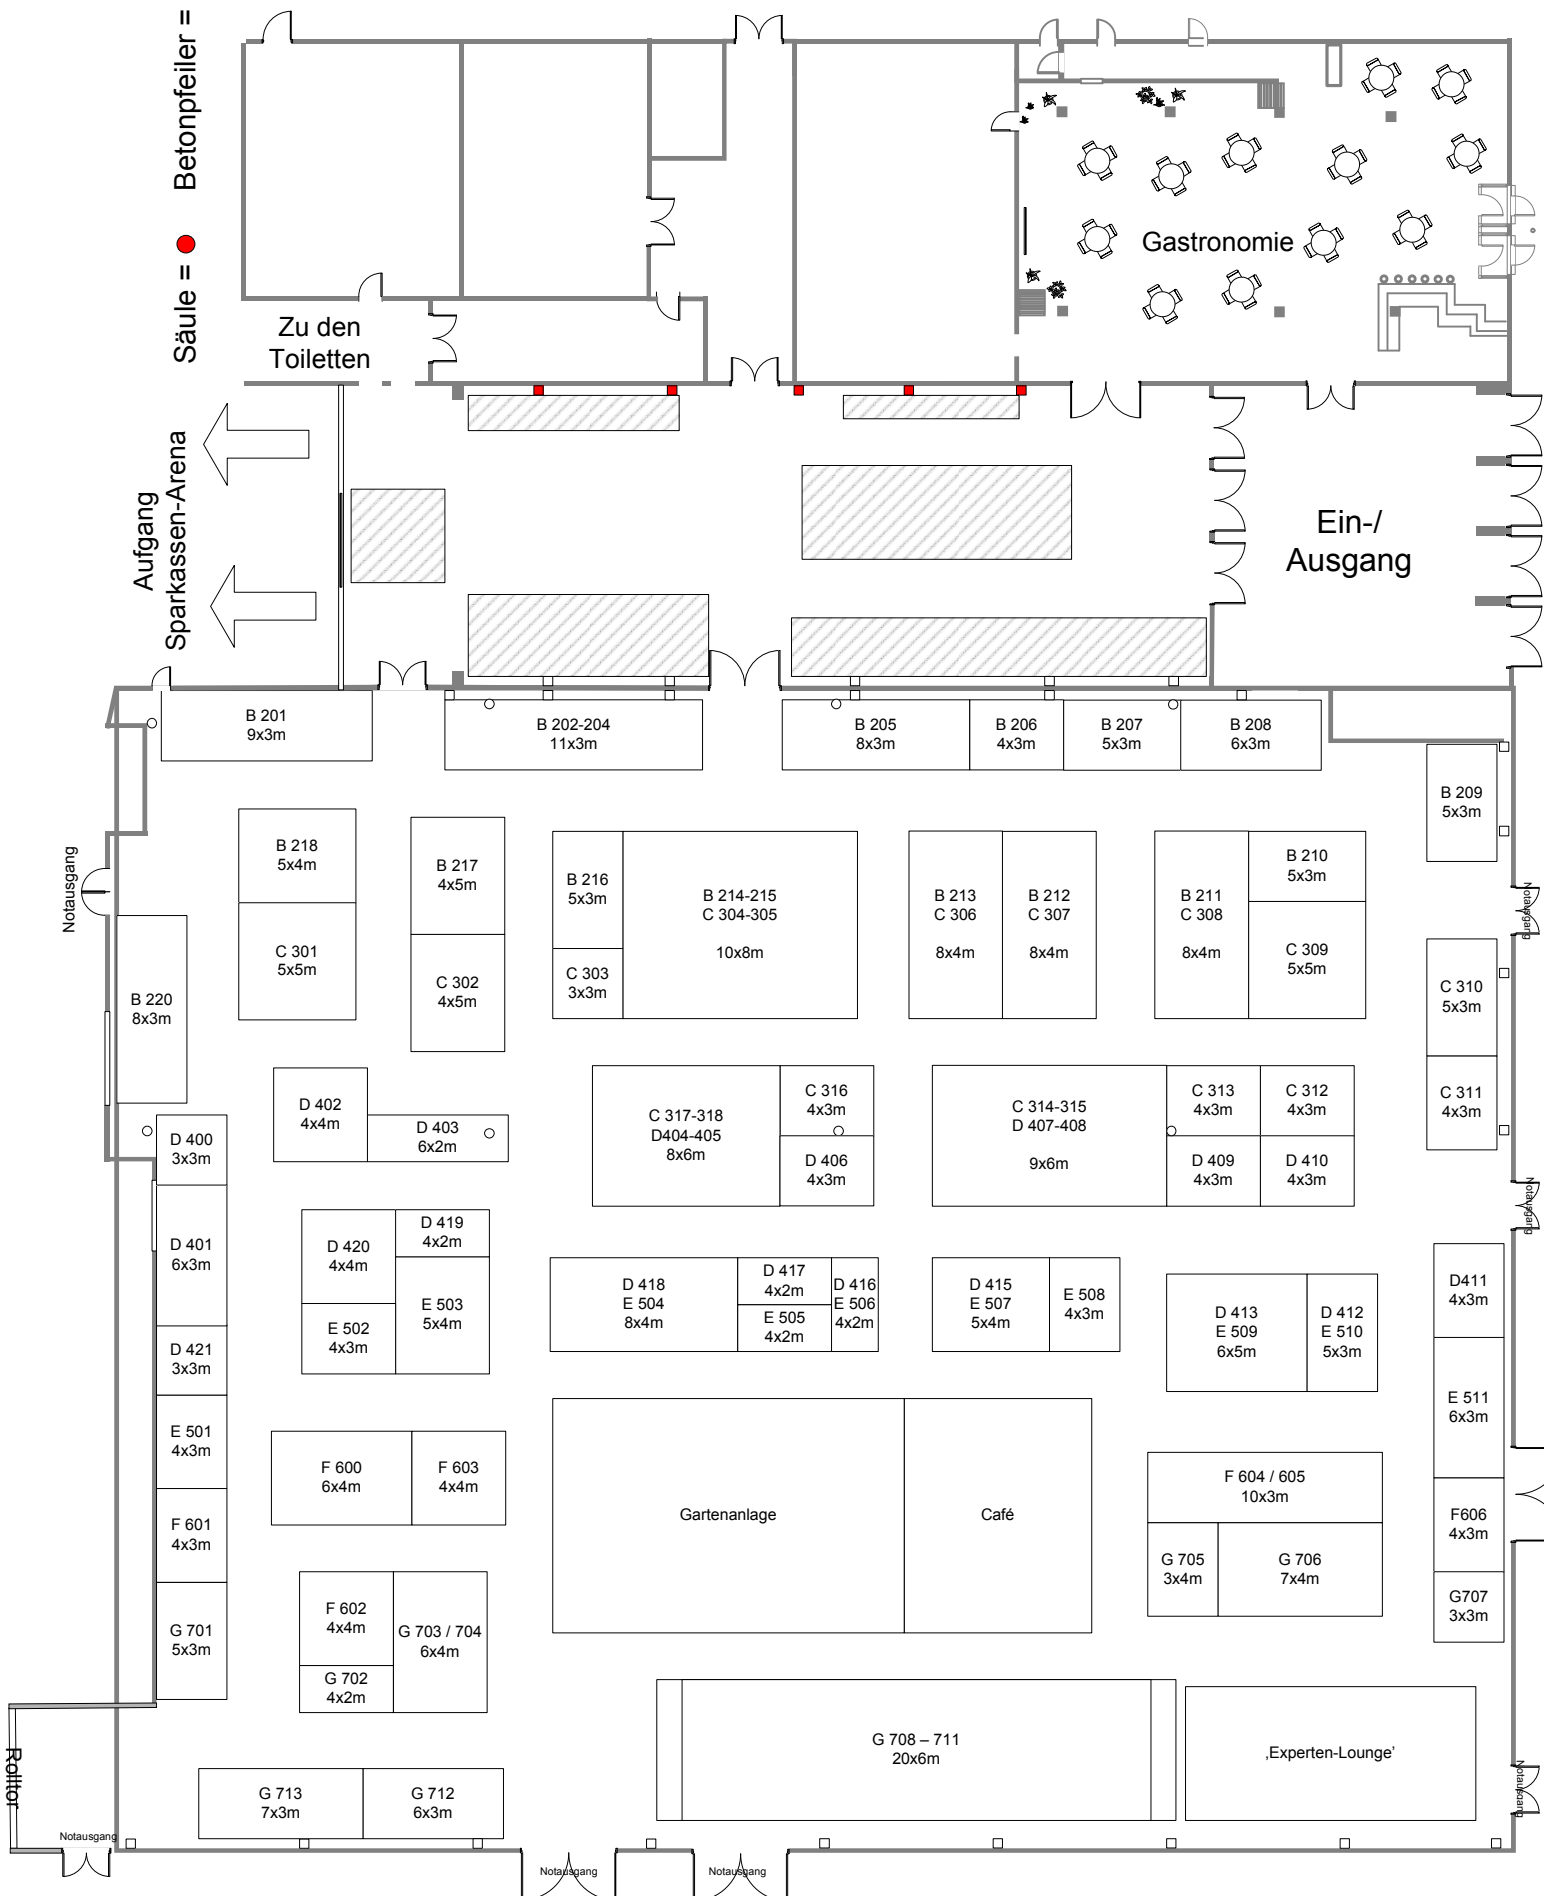 Säule =
Betonpfeiler =
Gastronomie
Zu den
Toiletten
Aufgang
Sparkassen-Arena
Ein-/
Ausgang
B 201
9x3m
B 202-204
11x3m
B 205
8x3m
B 206
4x3m
B 207
5x3m
B 208
6x3m
B 209
5x3m
Notausgang
B 218
5x4m
B 217
4x5m
B 216
5x3m
B 214-215
C 304-305
10x8m
B 213
C 306
8x4m
B 212
C 307
8x4m
B 211
C 308
8x4m
B 210
5x3m
Notausgang
C 301
5x5m
C 302
4x5m
C 303
3x3m
C 309
5x5m
C 310
5x3m
B 220
8x3m
C 311
4x3m
D 402
4x4m
D 403
6x2m
C 317-318
D404-405
8x6m
C 316
4x3m
D 406
4x3m
C 314-315
D 407-408
9x6m
C 313
4x3m
C 312
4x3m
D 409
4x3m
D 410
4x3m
D 400
3x3m
Notausgang
D 401
6x3m
D 420
4x4m
D 419
4x2m
E 503
5x4m
E 502
4x3m
D 418
E 504
8x4m
D 417
4x2m
E 505
4x2m
D 416
E 506
4x2m
D 415
E 507
5x4m
E 508
4x3m
D 413
E 509
6x5m
D 412
E 510
5x3m
D411
4x3m
D 421
3x3m
E 501
4x3m
E 511
6x3m
F 600
6x4m
F 603
4x4m
Gartenanlage
Café
F 604 / 605
10x3m
F606
4x3m
F 601
4x3m
G 705
3x4m
G 706
7x4m
G707
3x3m
G 701
5x3m
F 602
4x4m
G 703 / 704
6x4m
G 702
4x2m
G 708 – 711
20x6m
‚Experten-Lounge’
Notausgang
Rolltor
G 713
7x3m
G 712
6x3m
Notausgang
Notausgang
Notausgang